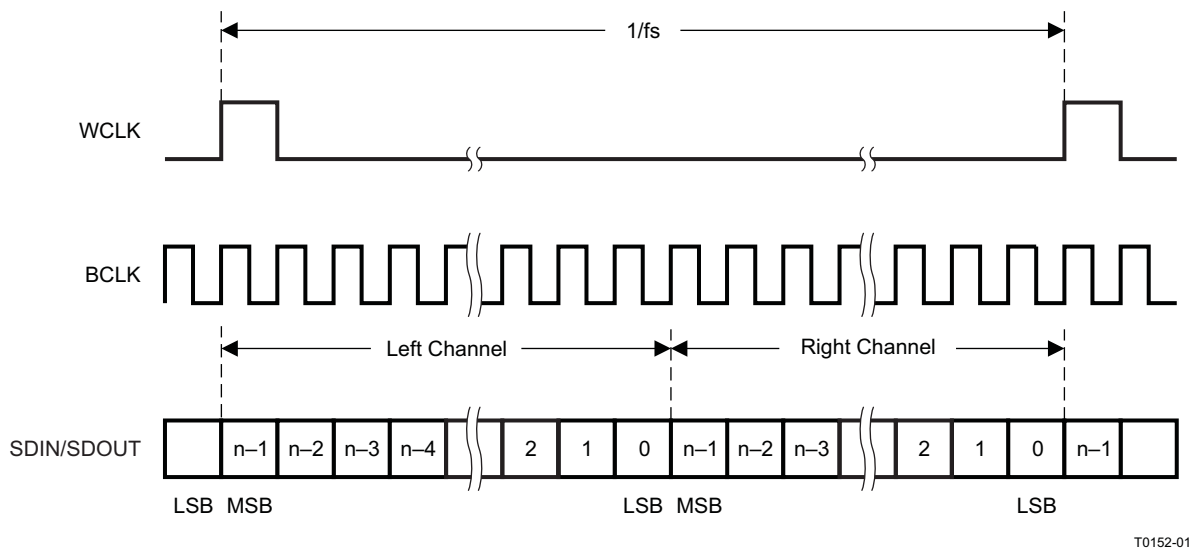 1/fs
WCLK
BCLK
Left Channel Right Channel
SDIN/SDOUT n–1 n–2 n–3 n–4 2 1 0 n–1 n–2 n–3 2 1 0 n–1
LSB MSB LSB MSB LSB
T0152-01